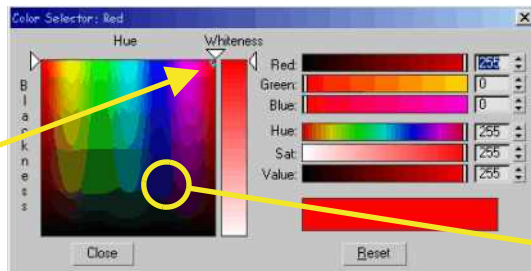 Color Selector: Red
Hue
Whiteness
Blackness
Red: 255
Green: 0
Blue: 0
Hue: 255
Sat: 255
Value: 255
Close
Reset